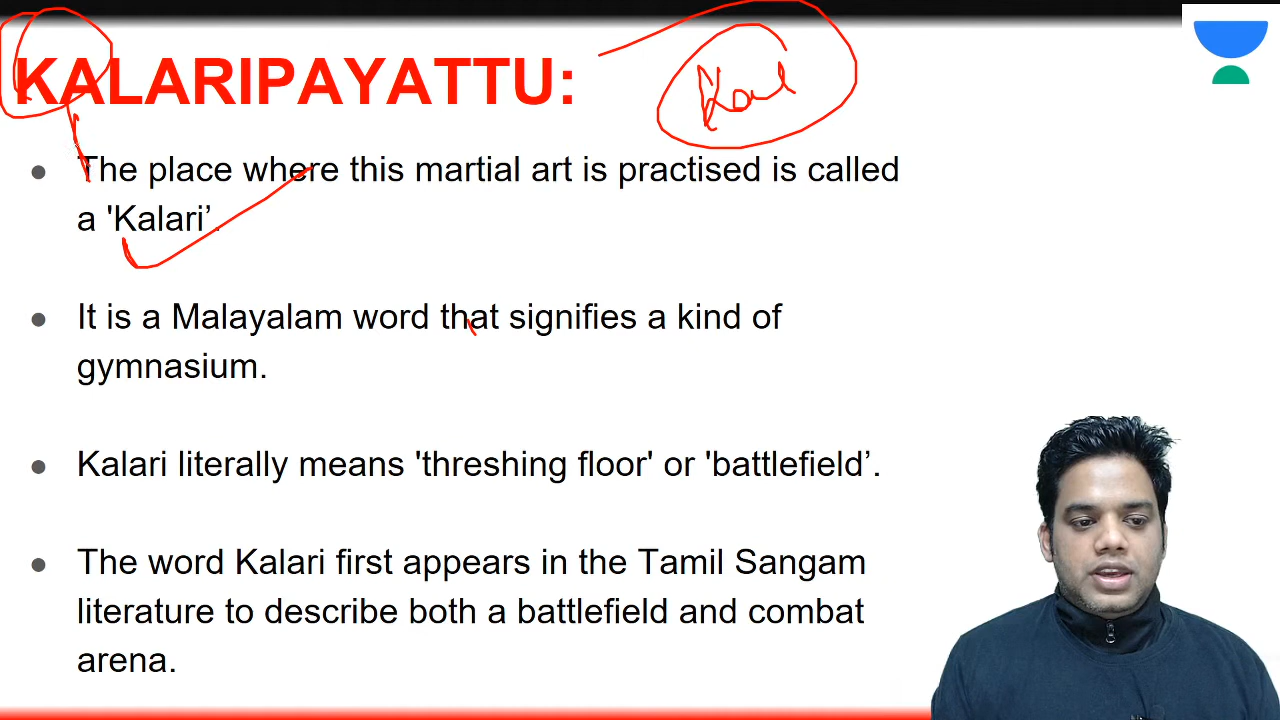 KALARIPAYATTU:
● The place where this martial art is practised is called
a 'Kalari’.
● It is a Malayalam word that signifies a kind of
gymnasium.
● Kalari literally means 'threshing floor' or 'battlefield’.
● The word Kalari first appears in the Tamil Sangam
literature to describe both a battlefield and combat
arena.